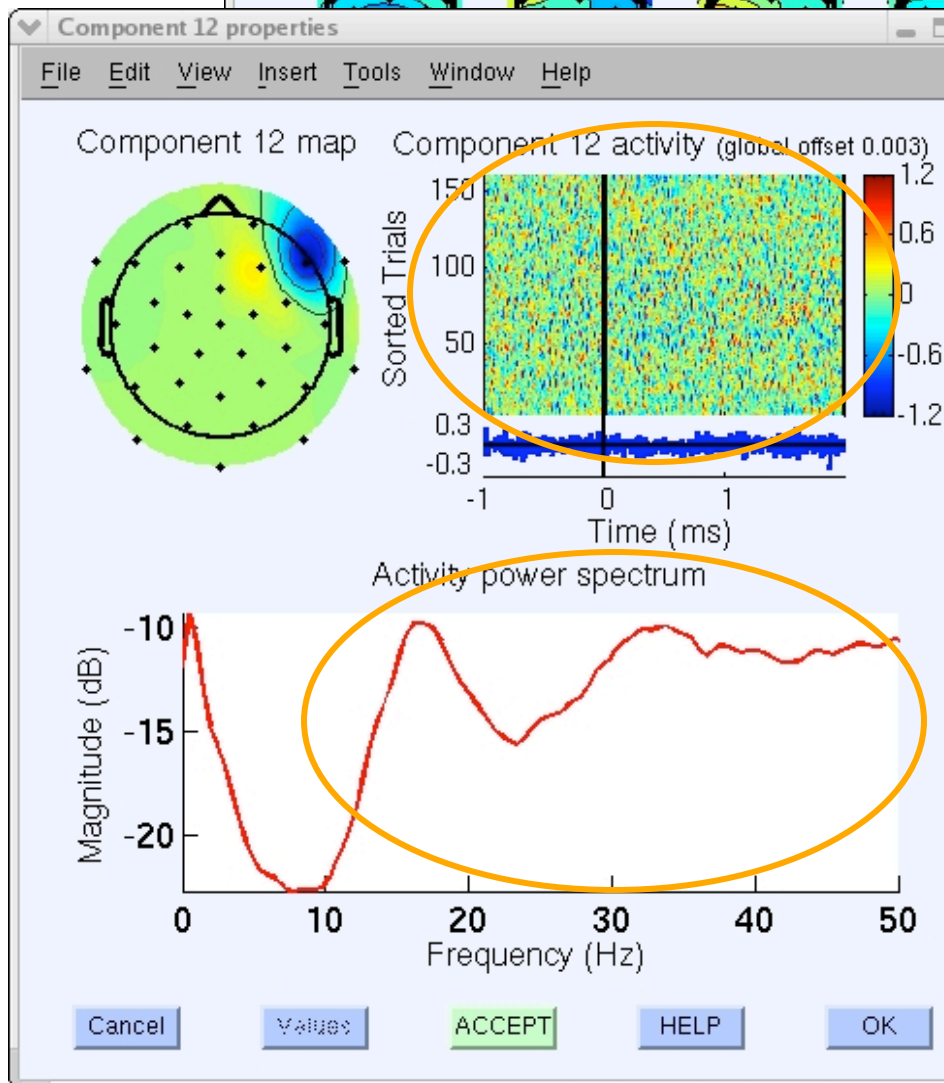 Component 12 properties
File Edit View Insert Tools Window Help
Component 12 map
Component 12 activity (global offset 0.003)
Sorted Trials
150
100
50
0.3
-0.3
1.2
0.6
0
-0.6
-1.2
-1 0 1
Time (ms)
Activity power spectrum
Magnitude (dB)
-10
-15
-20
0 10 20 30 40 50
Frequency (Hz)
Cancel Values ACCEPT HELP OK